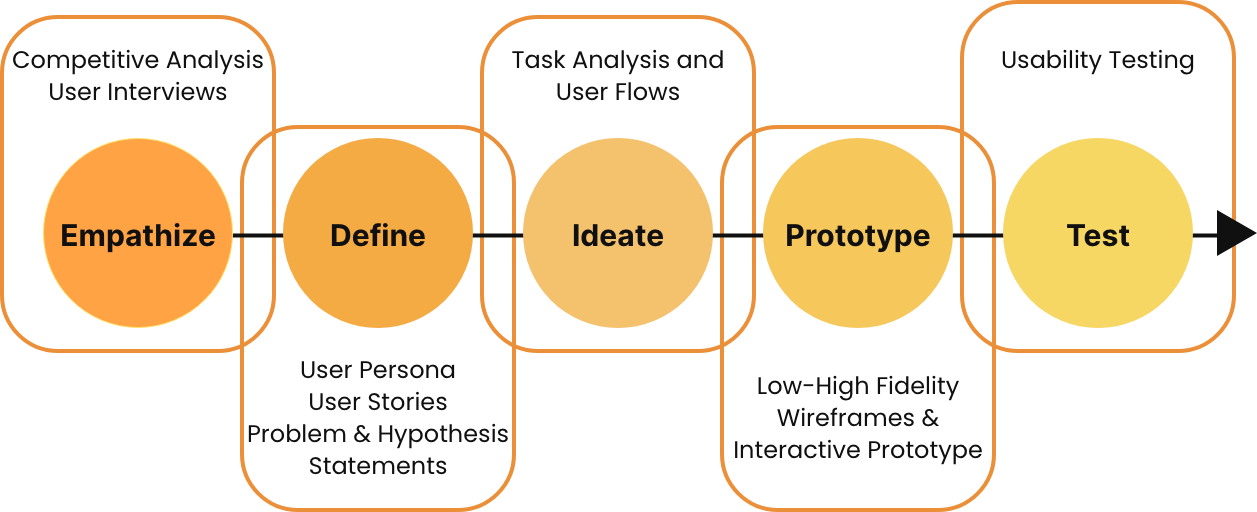 Competitive Analysis
User Interviews
Empathize
Define
User Persona
User Stories
Problem & Hypothesis
Statements
Task Analysis and
User Flows
Ideate
Prototype
Low-High Fidelity
Wireframes &
Interactive Prototype
Usability Testing
Test